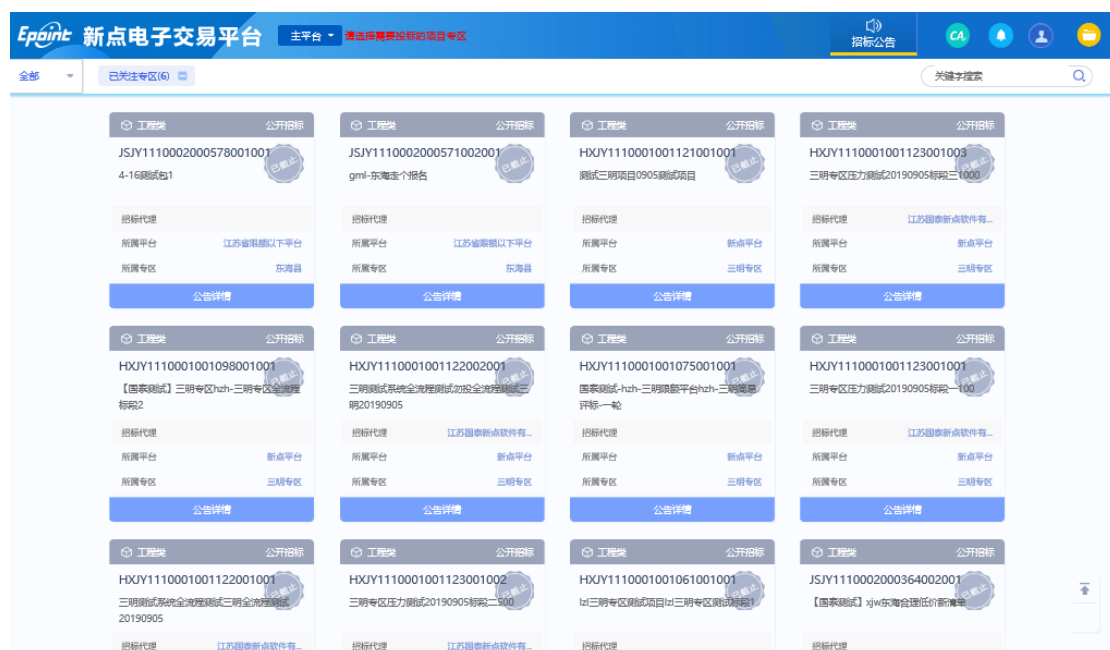 Epoint 新点电子交易平台 主平台 请选择需要投标的项目专区 招标公告 CA
全部 已关注专区(6) 关键字搜索
工程类 公开招标 工程类 公开招标 工程类 公开招标 工程类 公开招标
JSJY1110002000578001001 已截止 JSJY1110002000571002001 已截止 HXJY1110001001121001001 已截止 HXJY1110001001123001003 已截止
4-16测试包1 gml-东海走个报名 测试三明项目0905测试项目 三明专区压力测试20190905标段三1000
招标代理 招标代理 招标代理 招标代理 江苏国泰新点软件有...
所属平台 江苏省限额以下平台 所属平台 江苏省限额以下平台 所属平台 新点平台 所属平台 新点平台
所属专区 东海县 所属专区 东海县 所属专区 三明专区 所属专区 三明专区
公告详情 公告详情 公告详情 公告详情
工程类 公开招标 工程类 公开招标 工程类 公开招标 工程类 公开招标
HXJY1110001001098001001 已截止 HXJY1110001001122002001 已截止 HXJY1110001001075001001 已截止 HXJY1110001001123001001 已截止
【国泰测试】三明专区hzh-三明专区全流程 三明测试系统全流程测试勿投全流程测试三 国泰测试-hzh-三明限额平台hzh-三明简易 三明专区压力测试20190905标段一100
标段2 明20190905 评标-一轮
招标代理 招标代理 江苏国泰新点软件有... 招标代理 招标代理 江苏国泰新点软件有...
所属平台 新点平台 所属平台 新点平台 所属平台 新点平台 所属平台 新点平台
所属专区 三明专区 所属专区 三明专区 所属专区 三明专区 所属专区 三明专区
公告详情 公告详情 公告详情 公告详情
工程类 公开招标 工程类 公开招标 工程类 公开招标 工程类 公开招标
HXJY1110001001122001001 已截止 HXJY1110001001123001002 已截止 HXJY1110001001061001001 已截止 JSJY1110002000364002001 已截止
三明测试系统全流程测试三明全流程测试 三明专区压力测试20190905标段二500 lzl三明专区测试项目lzl三明专区测试标段1 【国泰测试】xjw东海合理低价新清单
20190905
招标代理 江苏国泰新点软件有... 招标代理 江苏国泰新点软件有... 招标代理 招标代理